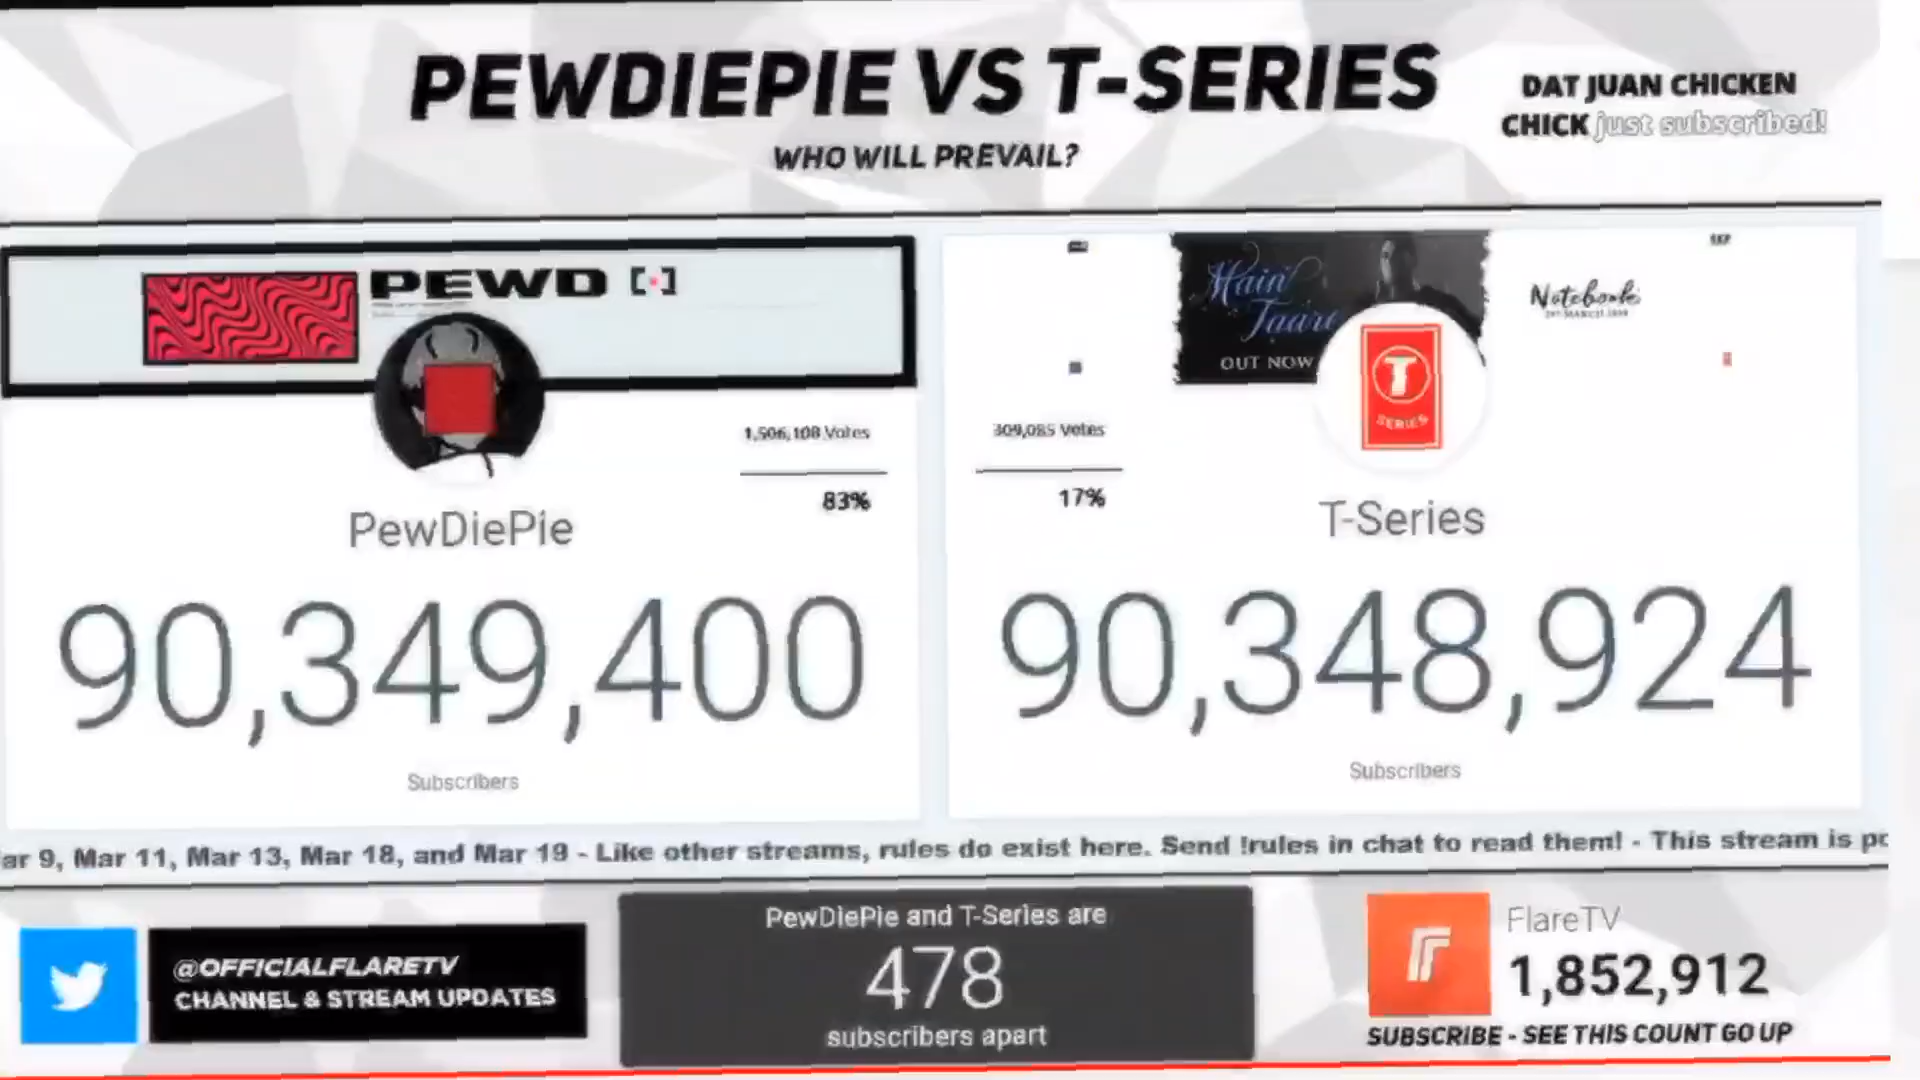 PEWDIEPIE VS T-SERIES
WHO WILL PREVAIL?
DAT JUAN CHICKEN
CHICK just subscribed!
PEWD
Main
Taare
OUT NOW
Notebook
T
SERIES
1,506,108 Votes
83%
309,085 Votes
17%
PewDiePie
T-Series
90,349,400
90,348,924
Subscribers
Subscribers
ar 9, Mar 11, Mar 13, Mar 18, and Mar 19 - Like other streams, rules do exist here. Send !rules in chat to read them! - This stream is po
@OFFICIALFLARETV
CHANNEL & STREAM UPDATES
PewDiePie and T-Series are
478
subscribers apart
FlareTV
1,852,912
SUBSCRIBE - SEE THIS COUNT GO UP